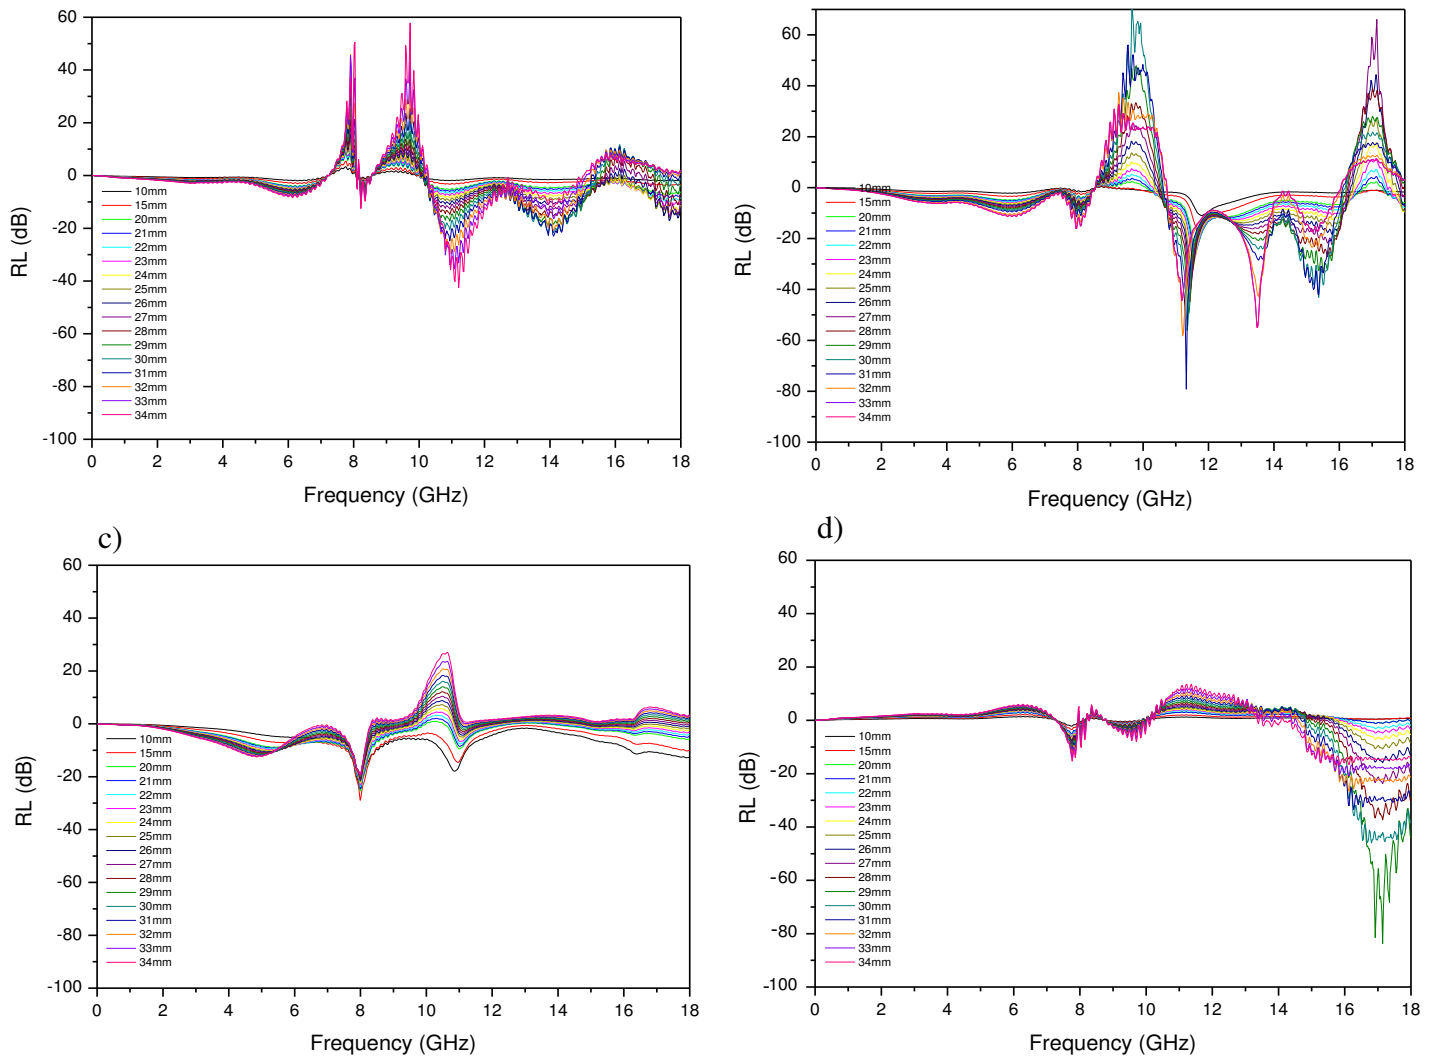 60
40
20
0
-20
-40
-60
-80
-100
RL (dB)
10mm
15mm
20mm
21mm
22mm
23mm
24mm
25mm
26mm
27mm
28mm
29mm
30mm
31mm
32mm
33mm
34mm
0 2 4 6 8 10 12 14 16 18
Frequency (GHz)
60
40
20
0
-20
-40
-60
-80
-100
RL (dB)
10mm
15mm
20mm
21mm
22mm
23mm
24mm
25mm
26mm
27mm
28mm
29mm
30mm
31mm
32mm
33mm
34mm
0 2 4 6 8 10 12 14 16 18
Frequency (GHz)
c)
60
40
20
0
-20
-40
-60
-80
-100
RL (dB)
10mm
15mm
20mm
21mm
22mm
23mm
24mm
25mm
26mm
27mm
28mm
29mm
30mm
31mm
32mm
33mm
34mm
0 2 4 6 8 10 12 14 16 18
Frequency (GHz)
d)
60
40
20
0
-20
-40
-60
-80
-100
RL (dB)
10mm
15mm
20mm
21mm
22mm
23mm
24mm
25mm
26mm
27mm
28mm
29mm
30mm
31mm
32mm
33mm
34mm
0 2 4 6 8 10 12 14 16 18
Frequency (GHz)